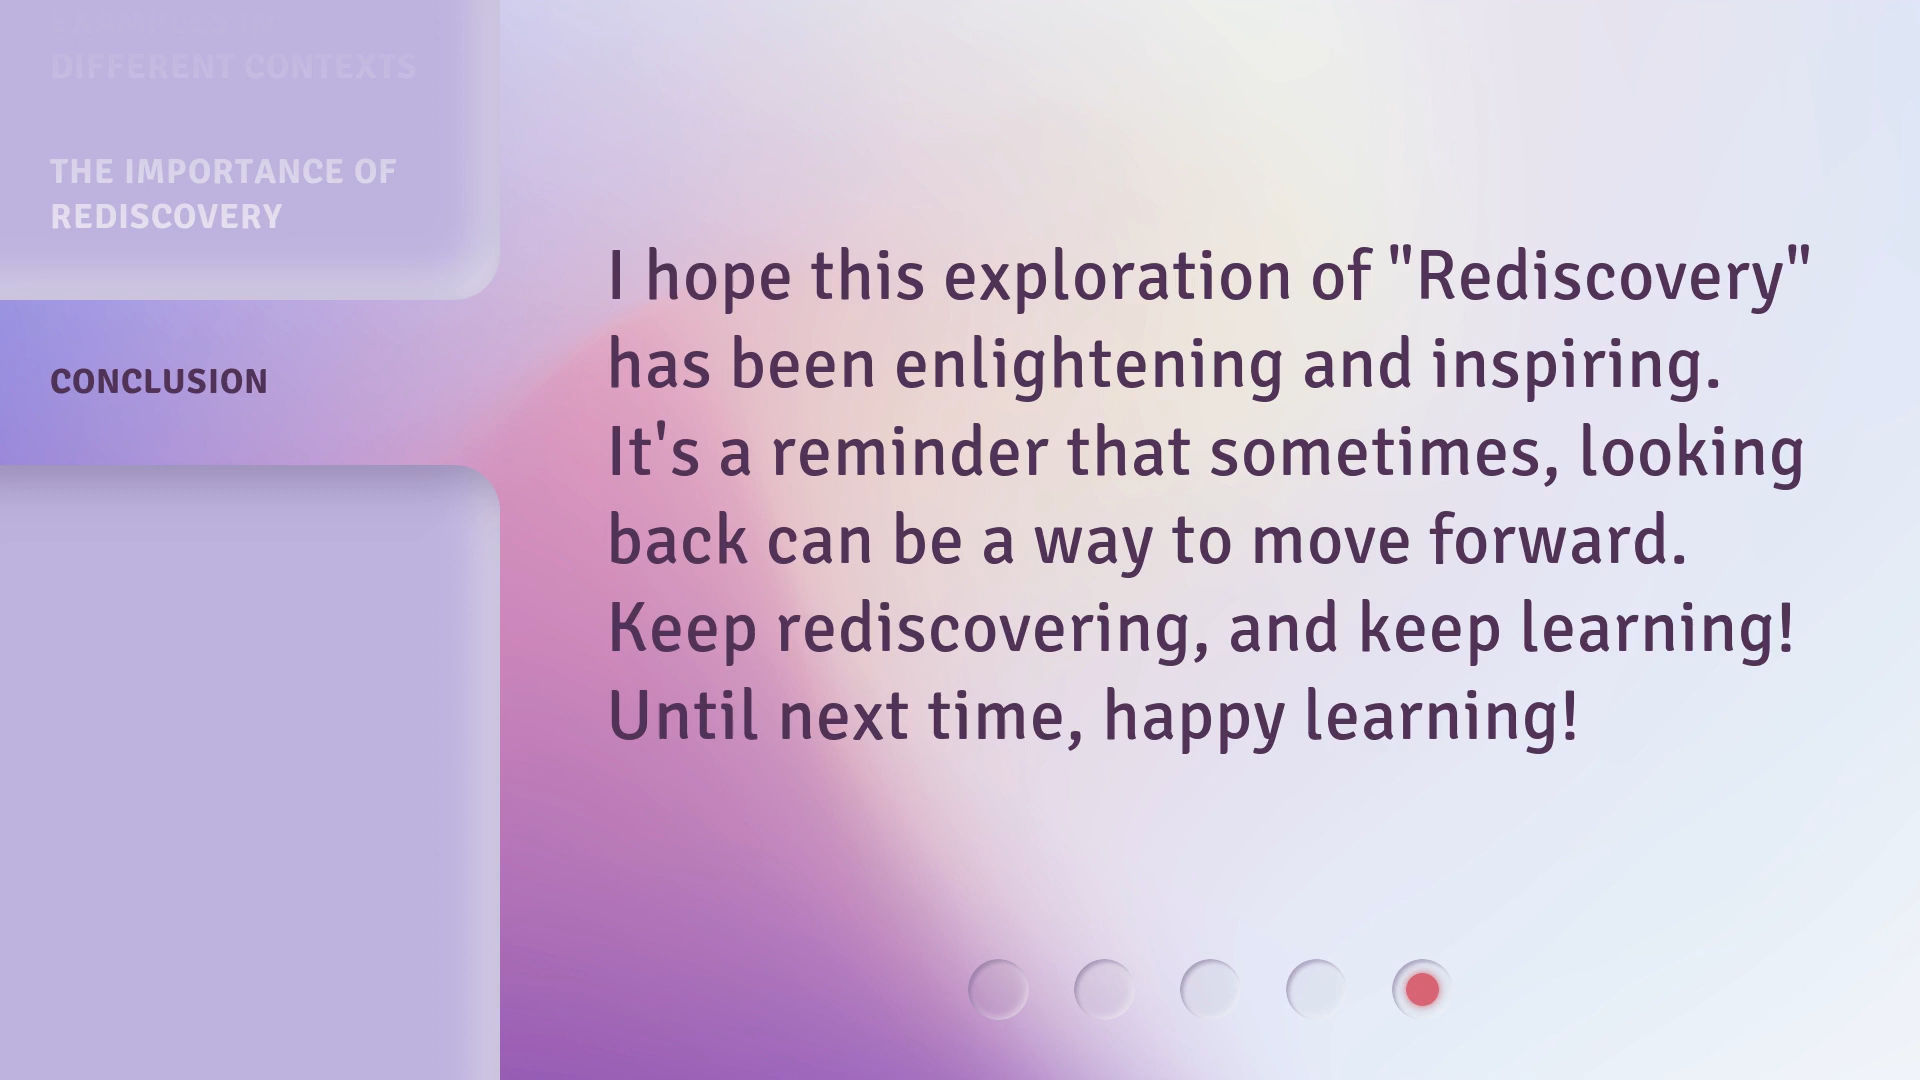 DIFFERENT CONTEXTS
THE IMPORTANCE OF
REDISCOVERY
CONCLUSION
I hope this exploration of "Rediscovery"
has been enlightening and inspiring.
It's a reminder that sometimes, looking
back can be a way to move forward.
Keep rediscovering, and keep learning!
Until next time, happy learning!